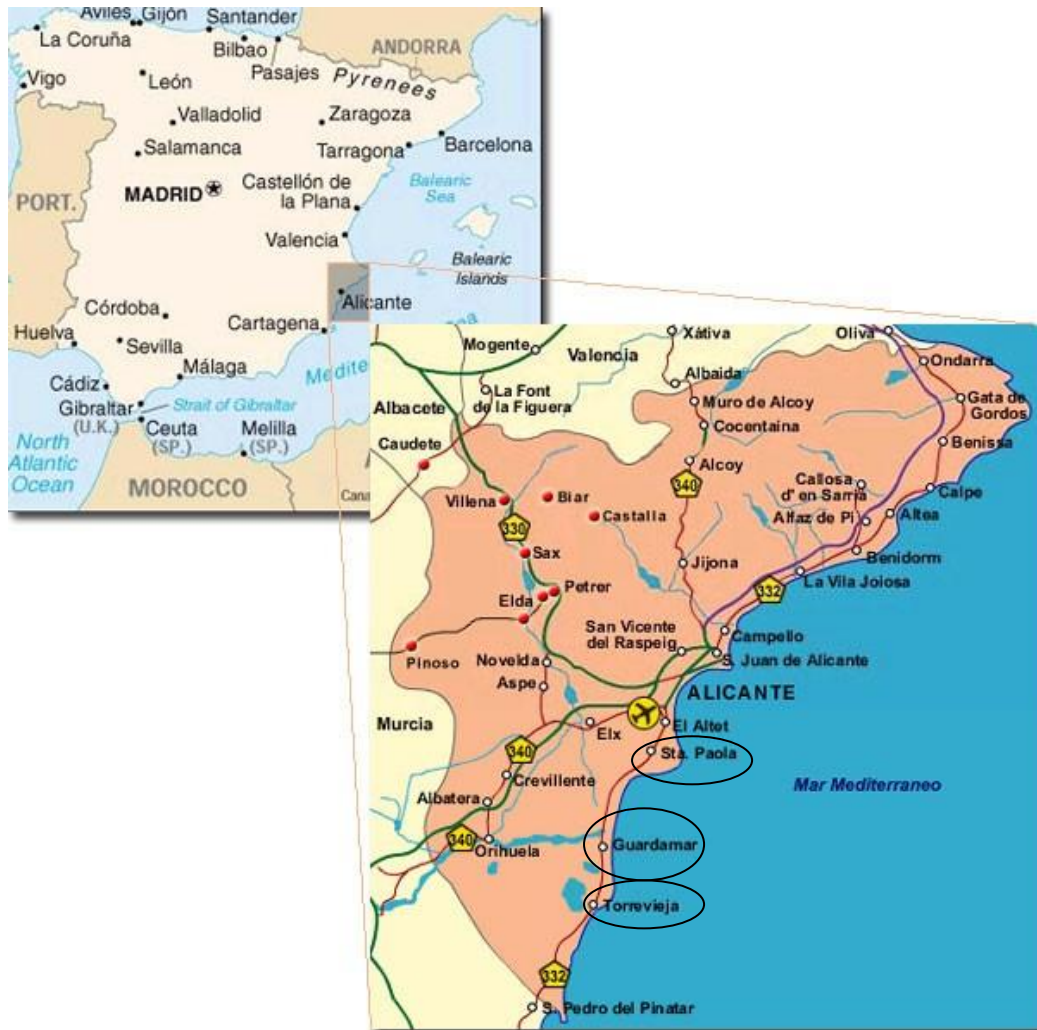 Avilés
Gijón
Santander
La Coruña
Bilbao
ANDORRA
Pasajes
Pyrenees
Vigo
León
Valladolid
Zaragoza
Salamanca
Tarragona
Barcelona
MADRID
Castellón de
la Plana
Balearic
Sea
PORT.
Valencia
Balearic
Islands
Alicante
Córdoba
Cartagena
Huelva
Sevilla
Málaga
Cádiz
Gibraltar
(U.K.)
Strait of Gibraltar
Ceuta
(SP.)
Melilla
(SP.)
North
Atlantic
Ocean
MOROCCO
Mogente
Valencia
Xátiva
Oliva
Ondarra
Albaida
La Font
de la Figuera
Gata de
Gordos
Albacete
Muro de Alcoy
Cocentaina
Caudete
Benissa
Alcoy
340
Callosa
d' en Sarria
Calpe
Villena
Biar
Castalla
Alfaz de Pi
Altea
330
Sax
Jijona
Benidorm
La Vila Joiosa
332
Petrer
Elda
San Vicente
del Raspeig
Campello
Pinoso
Novelda
S. Juan de Alicante
Aspe
ALICANTE
Murcia
El Altet
Elx
340
Sta. Paola
Crevillente
Mar Mediterraneo
Albatera
340
Orihuela
Guardamar
Torrevieja
332
S. Pedro del Pinatar